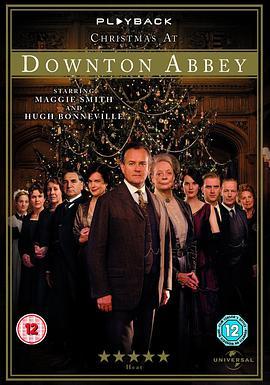 PLAYBACK
CHRISTMAS AT
DOWNTON ABBEY
STARRING
MAGGIE SMITH
AND
HUGH BONNEVILLE
12
12
★★★★★
Heat
UNIVERSAL